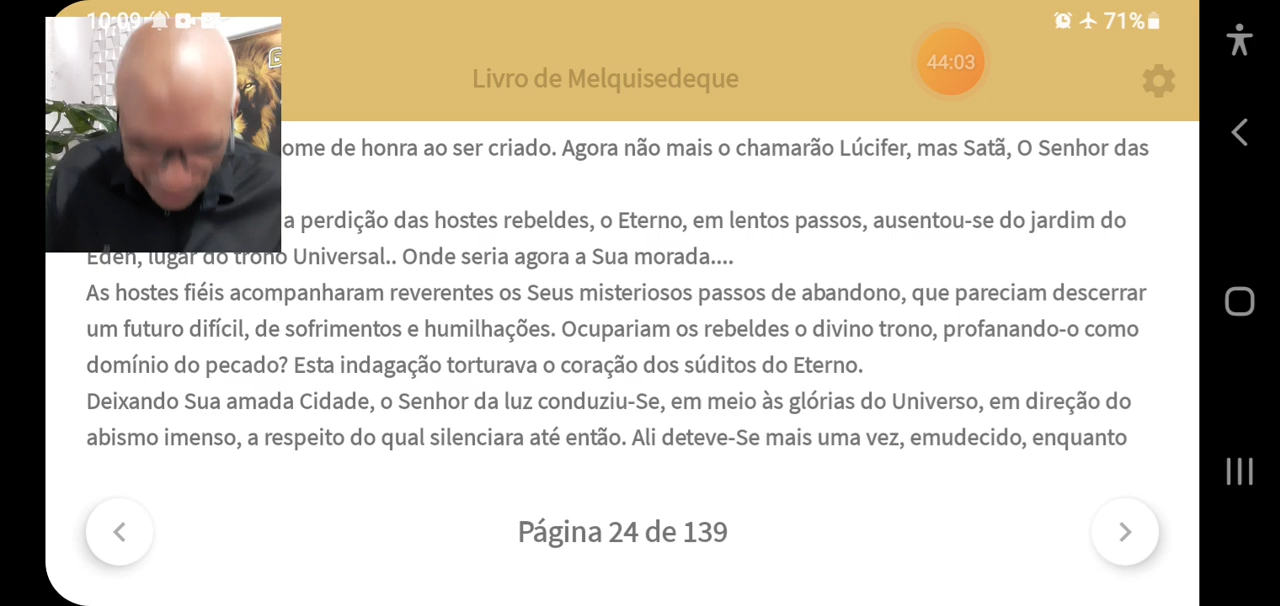 10:09
71%
Livro de Melquisedeque
44:03
ome de honra ao ser criado. Agora não mais o chamarão Lúcifer, mas Satã, O Senhor das
a perdição das hostes rebeldes, o Eterno, em lentos passos, ausentou-se do jardim do
Éden, lugar do trono Universal.. Onde seria agora a Sua morada....
As hostes fiéis acompanharam reverentes os Seus misteriosos passos de abandono, que pareciam descerrar
um futuro difícil, de sofrimentos e humilhações. Ocupariam os rebeldes o divino trono, profanando-o como
domínio do pecado? Esta indagação torturava o coração dos súditos do Eterno.
Deixando Sua amada Cidade, o Senhor da luz conduziu-Se, em meio às glórias do Universo, em direção do
abismo imenso, a respeito do qual silenciara até então. Ali deteve-Se mais uma vez, emudecido, enquanto
Página 24 de 139